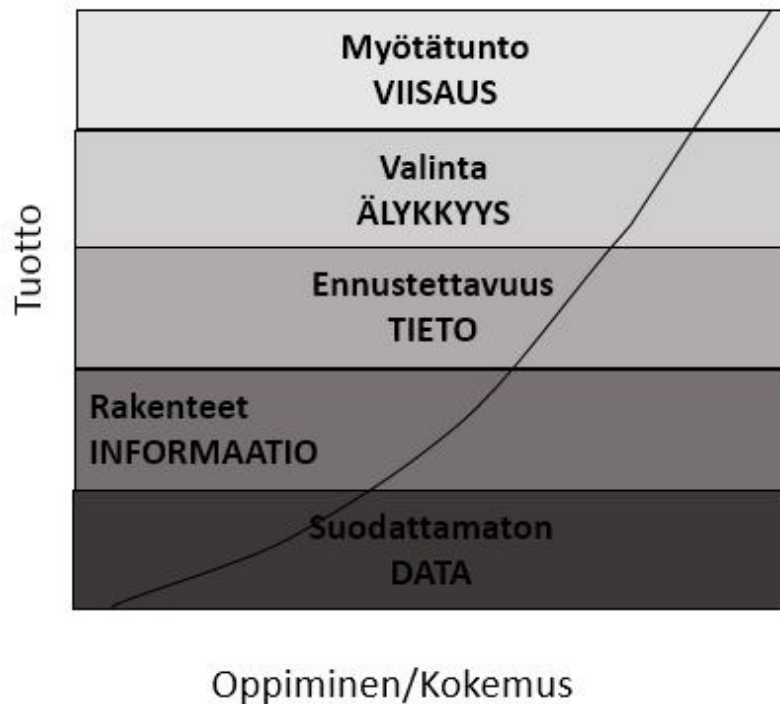 Myötätunto
VIISAUS
Valinta
ÄLYKKYYS
Ennustettavuus
TIETO
Rakenteet
INFORMAATIO
Suodattamaton
DATA
Tuotto
Oppiminen/Kokemus